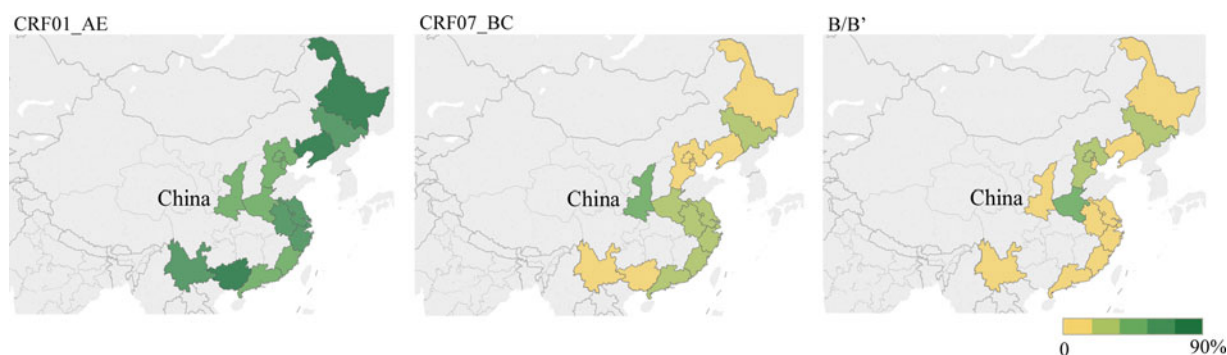 CRF01_AE
CRF07_BC
B/B’
China
China
China
0
90%